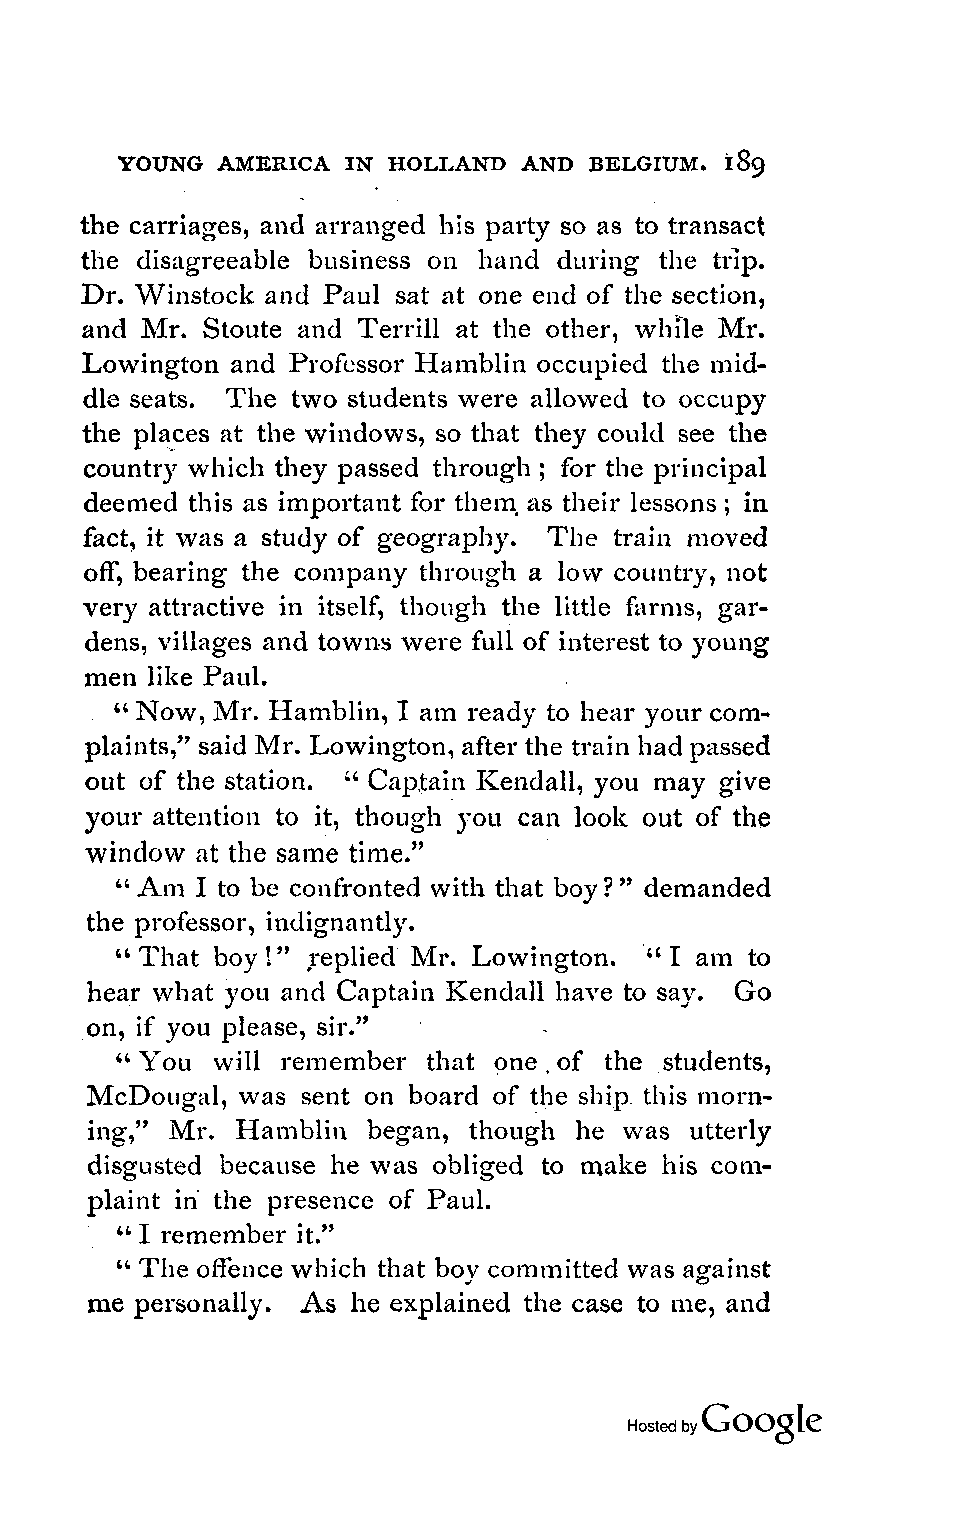 YOUNG AMERICA IN HOLLAND AND BELGIUM. 189
the carriages, and arranged his party so as to transact
the disagreeable business on hand during the trip.
Dr. Winstock and Paul sat at one end of the section,
and Mr. Stoute and Terrill at the other, while Mr.
Lowington and Professor Hamblin occupied the mid-
dle seats. The two students were allowed to occupy
the places at the windows, so that they could see the
country which they passed through; for the principal
deemed this as important for them as their lessons; in
fact, it was a study of geography. The train moved
off, bearing the company through a low country, not
very attractive in itself, though the little farms, gar-
dens, villages and towns were full of interest to young
men like Paul.
"Now, Mr. Hamblin, I am ready to hear your com-
plaints," said Mr. Lowington, after the train had passed
out of the station. "Captain Kendall, you may give
your attention to it, though you can look out of the
window at the same time."
"Am I to be confronted with that boy?" demanded
the professor, indignantly.
"That boy!" replied Mr. Lowington. "I am to
hear what you and Captain Kendall have to say. Go
on, if you please, sir."
"You will remember that one of the students,
McDougal, was sent on board of the ship this morn-
ing," Mr. Hamblin began, though he was utterly
disgusted because he was obliged to make his com-
plaint in the presence of Paul.
"I remember it."
"The offence which that boy committed was against
me personally. As he explained the case to me, and
Hosted by Google